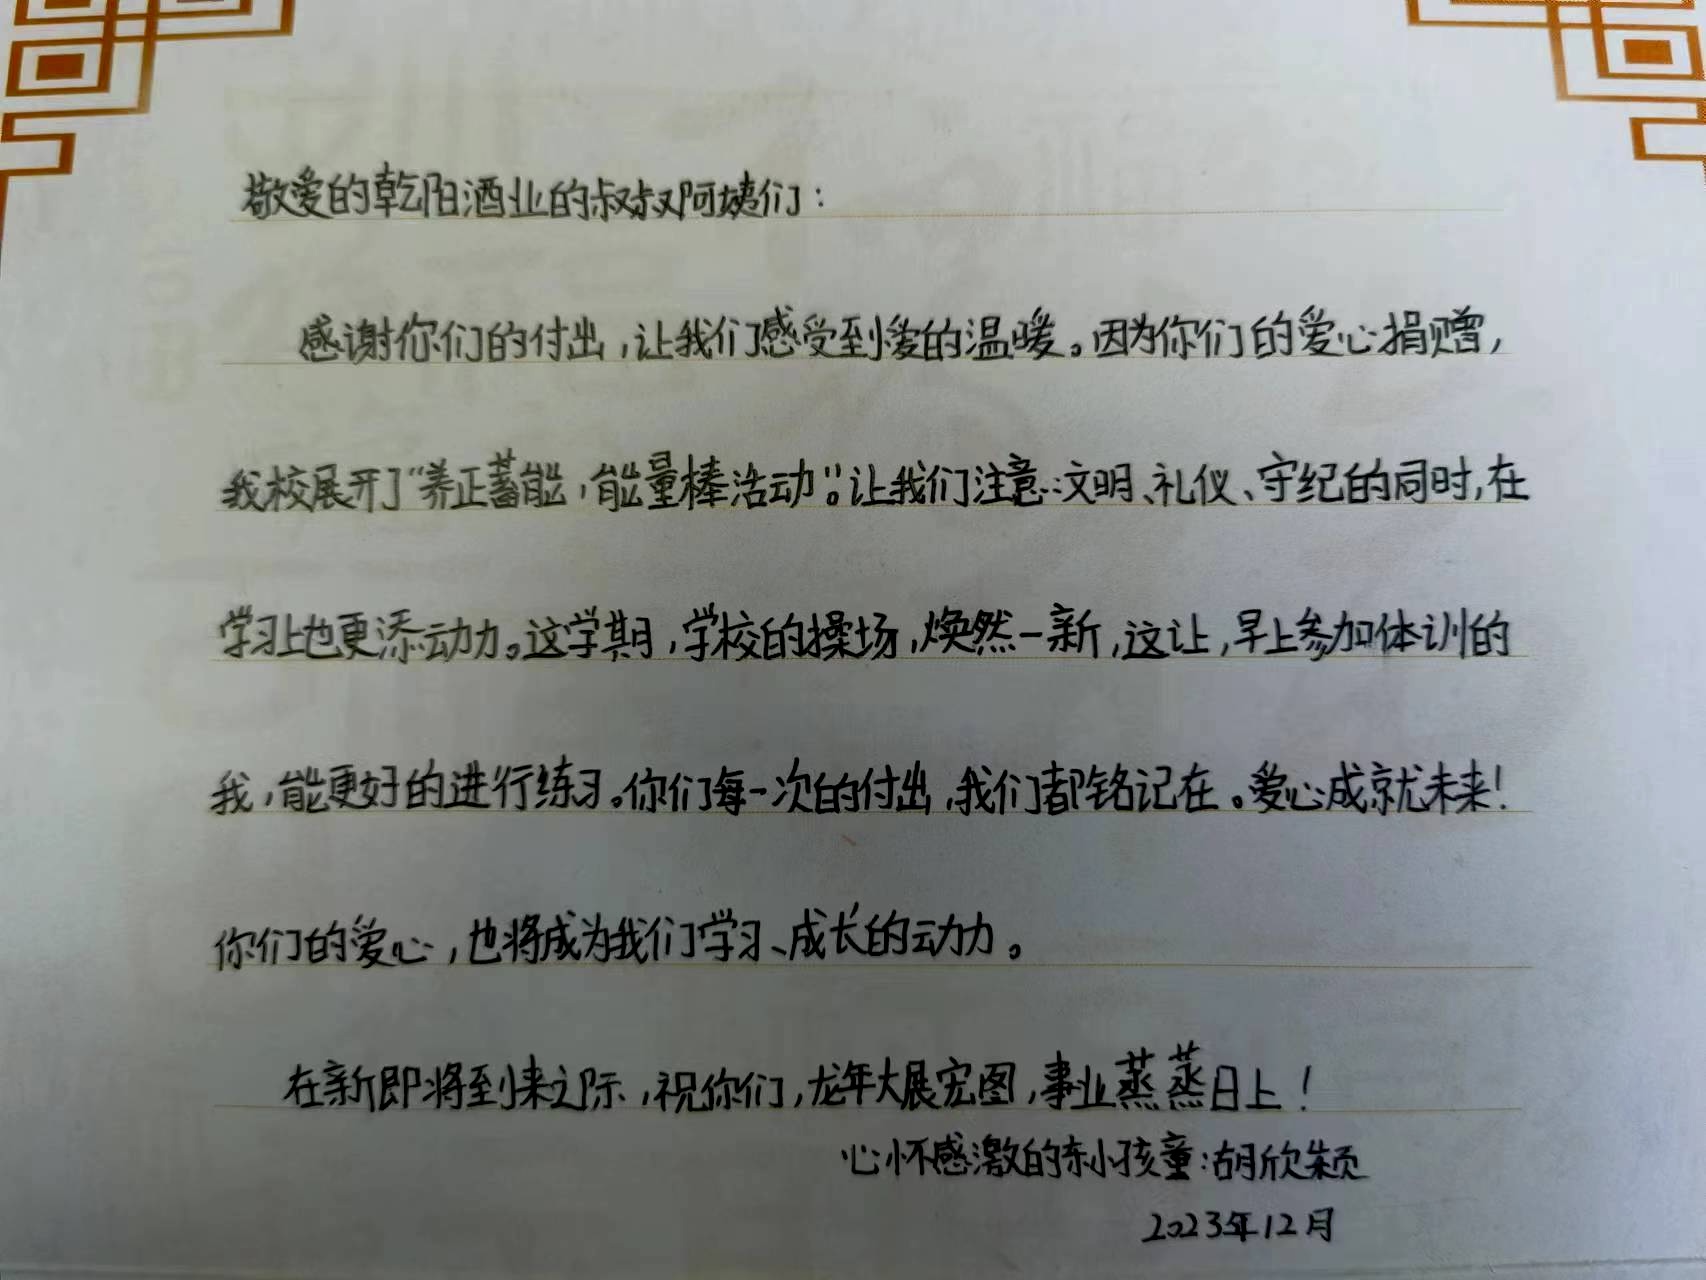 敬爱的乾阳酒业的叔叔阿姨们：
感谢你们的付出，让我们感受到爱的温暖。因为你们的爱心捐赠，
我校展开了“养正蓄能，能量棒活动”。让我们注意：文明、礼仪、守纪的同时，在
学习上也更添动力。这学期，学校的操场，焕然一新，这让，早上参加体训的
我，能更好的进行练习。你们每一次的付出，我们都铭记在。爱心成就未来！
你们的爱心，也将成为我们学习、成长的动力。
在新即将到来之际，祝你们，龙年大展宏图，事业蒸蒸日上！
心怀感激的东小孩童：胡欣颖
2023年12月